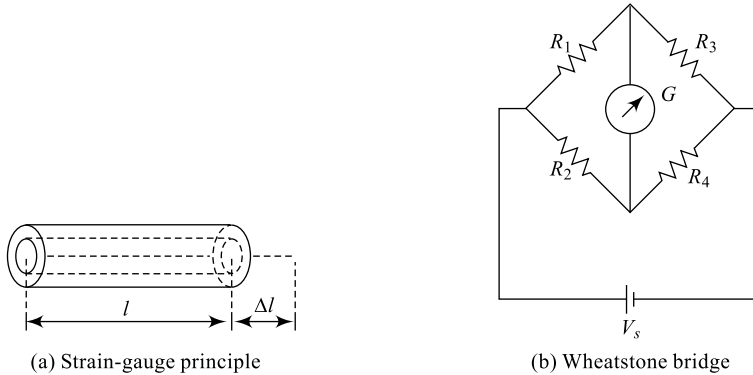 R₁
R₃
G
R₂
R₄
l
Δl
Vₛ
(a) Strain-gauge principle
(b) Wheatstone bridge